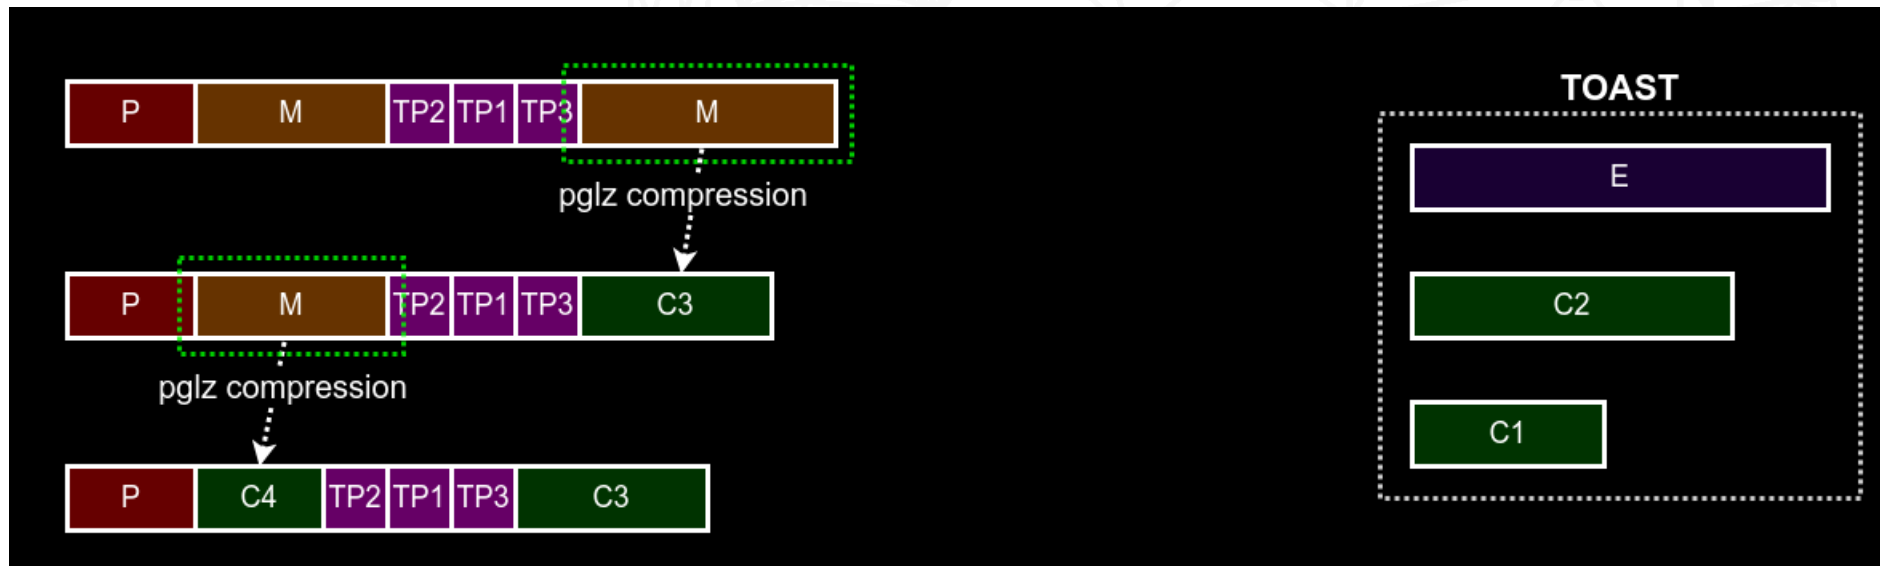 P M TP2 TP1 TP3 M
pglz compression
P M TP2 TP1 TP3 C3
pglz compression
P C4 TP2 TP1 TP3 C3
TOAST
E
C2
C1